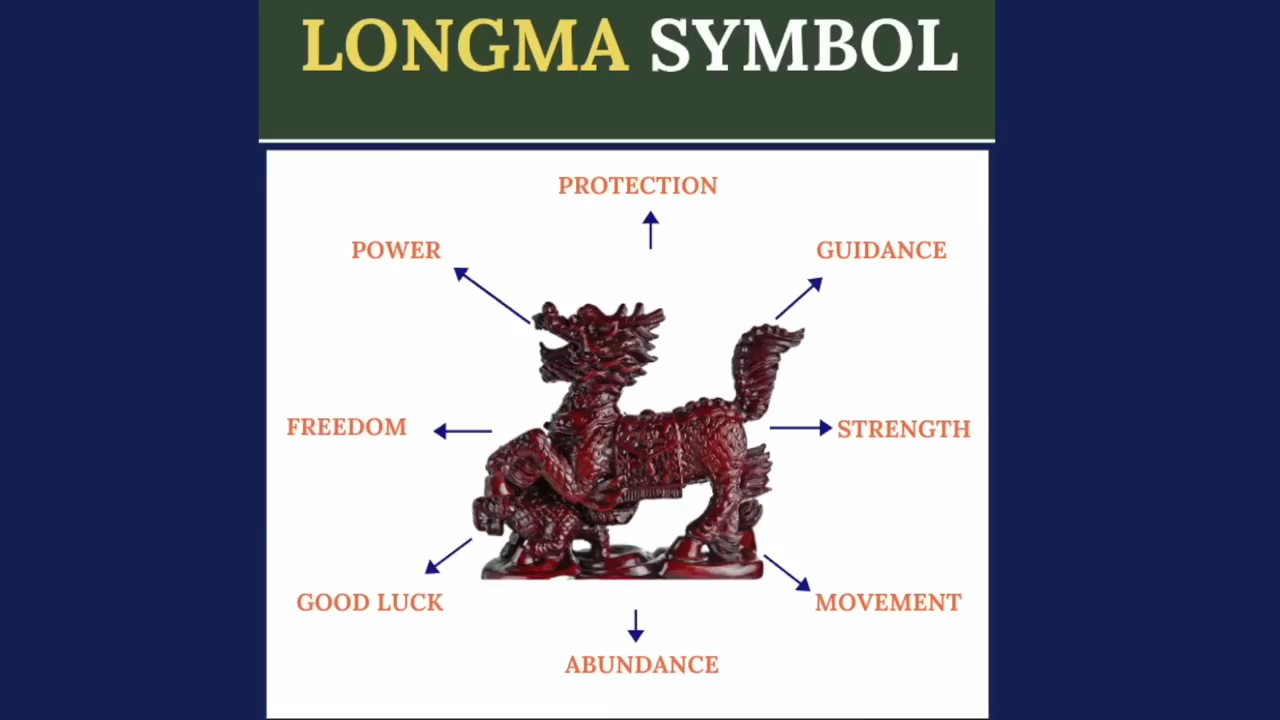 LONGMA SYMBOL
PROTECTION
POWER
GUIDANCE
FREEDOM
STRENGTH
GOOD LUCK
MOVEMENT
ABUNDANCE